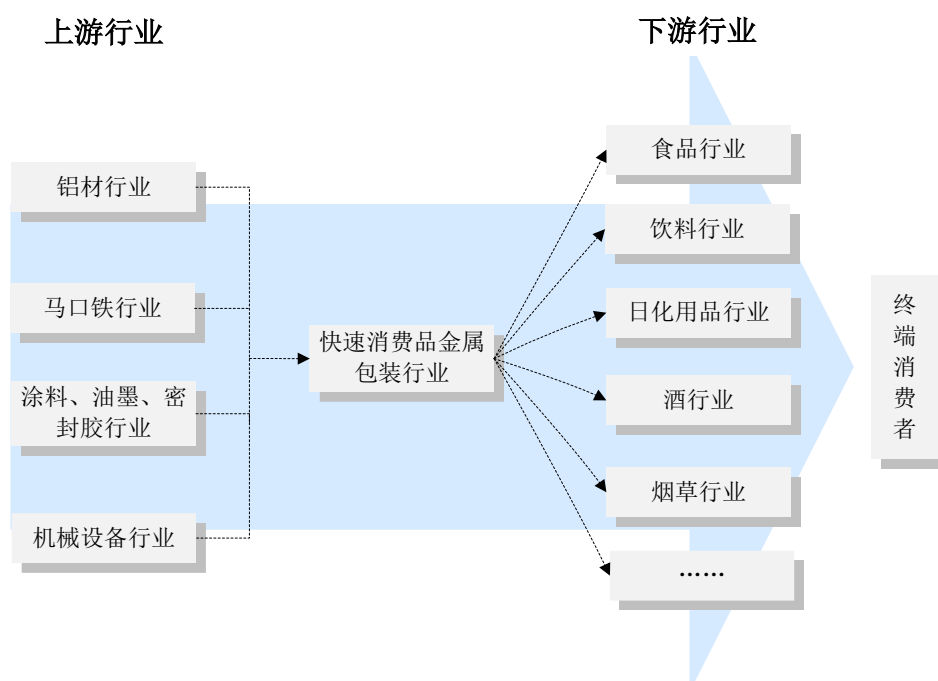 上游行业
下游行业
铝材行业
马口铁行业
涂料、油墨、密
封胶行业
机械设备行业
快速消费品金属
包装行业
食品行业
饮料行业
日化用品行业
酒行业
烟草行业
……
终
端
消
费
者